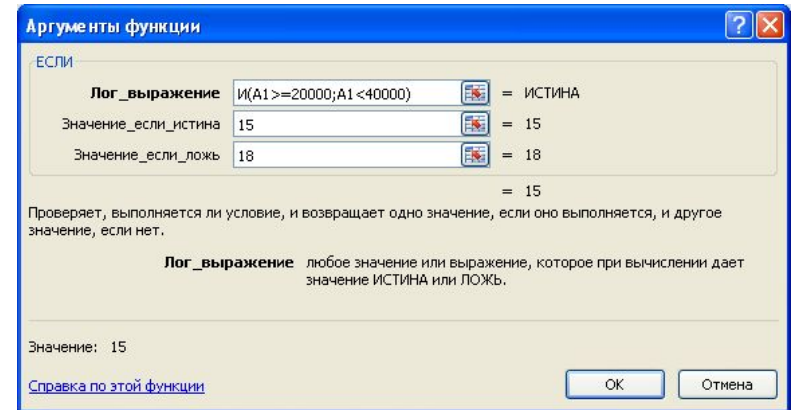 Аргументы функции
ЕСЛИ
Лог_выражение И(A1>=20000;A1<40000) = ИСТИНА
Значение_если_истина 15 = 15
Значение_если_ложь 18 = 18
= 15
Проверяет, выполняется ли условие, и возвращает одно значение, если оно выполняется, и другое
значение, если нет.
Лог_выражение любое значение или выражение, которое при вычислении дает
значение ИСТИНА или ЛОЖЬ.
Значение: 15
Справка по этой функции ОК Отмена